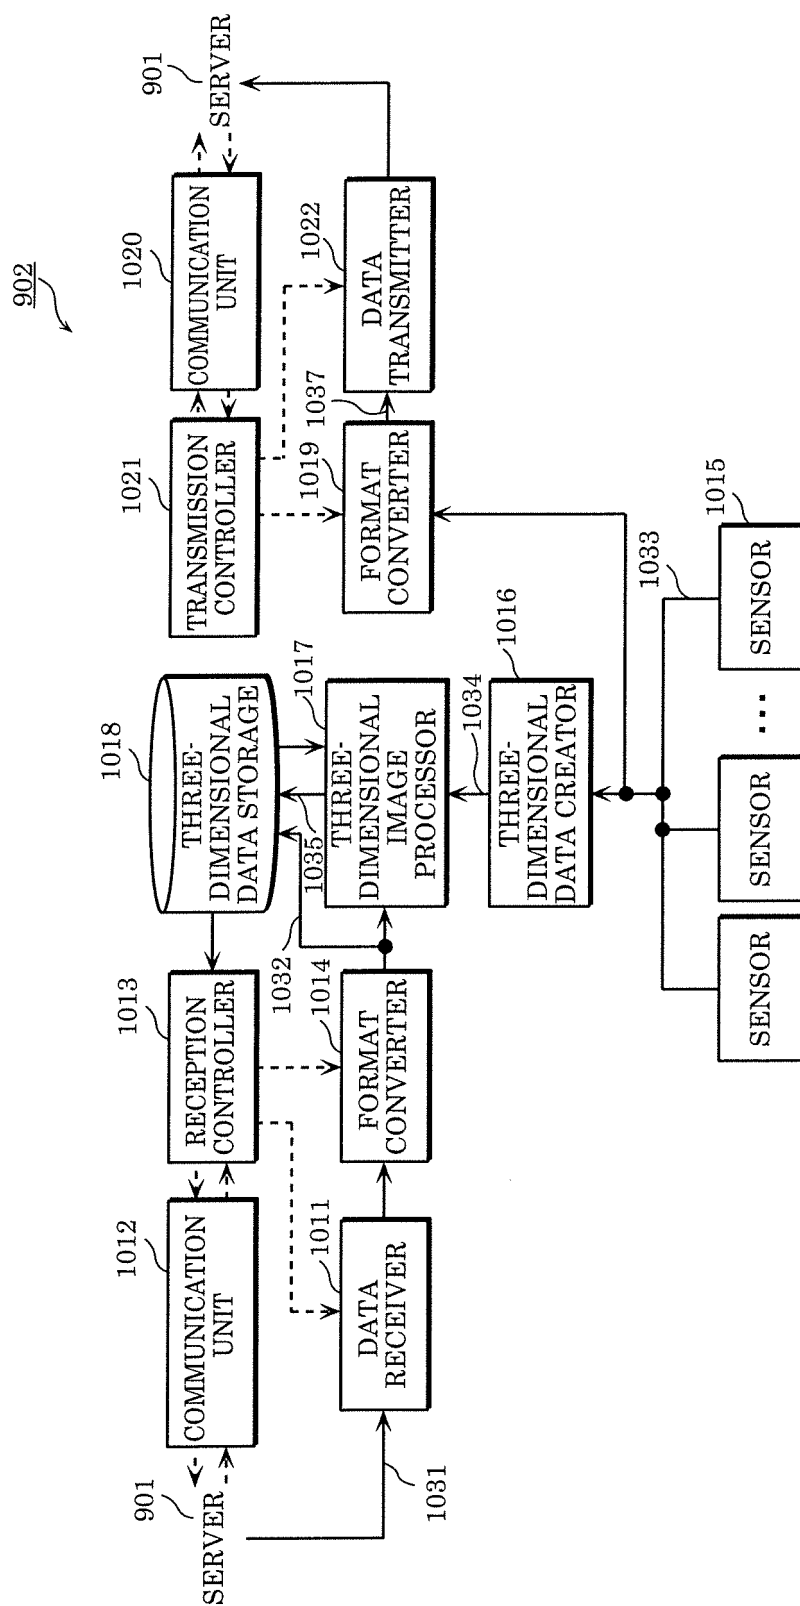 902
901
SERVER
1012
COMMUNICATION
UNIT
1013
RECEPTION
CONTROLLER
1018
THREE-
DIMENSIONAL
DATA STORAGE
1021
TRANSMISSION
CONTROLLER
1020
COMMUNICATION
UNIT
901
SERVER
1031
1011
DATA
RECEIVER
1014
FORMAT
CONVERTER
1032
1035
1017
THREE-
DIMENSIONAL
IMAGE
PROCESSOR
1019
FORMAT
CONVERTER
1037
1022
DATA
TRANSMITTER
1034
1016
THREE-
DIMENSIONAL
DATA CREATOR
1033
1015
SENSOR
SENSOR
...
SENSOR